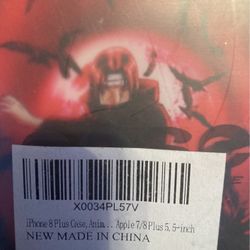 X0034PL57V
iPhone 8 Plus Case, Anim... Apple 7/8 Plus 5.5-inch
NEW MADE IN CHINA